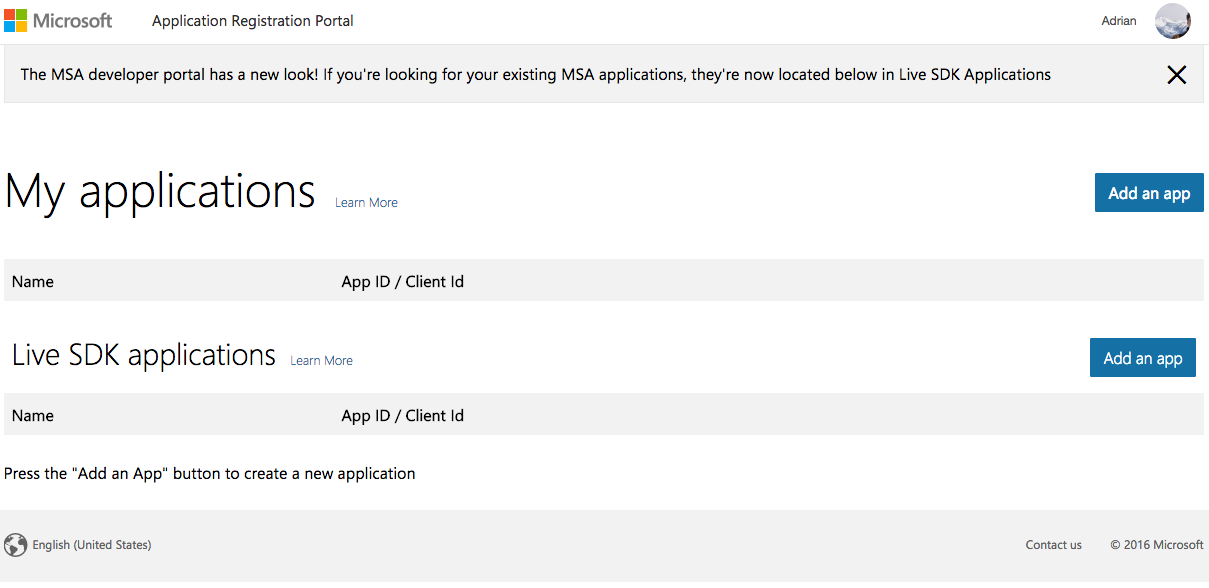 Microsoft Application Registration Portal Adrian
The MSA developer portal has a new look! If you're looking for your existing MSA applications, they're now located below in Live SDK Applications
My applications Learn More Add an app
Name App ID / Client Id
Live SDK applications Learn More Add an app
Name App ID / Client Id
Press the "Add an App" button to create a new application
English (United States) Contact us © 2016 Microsoft